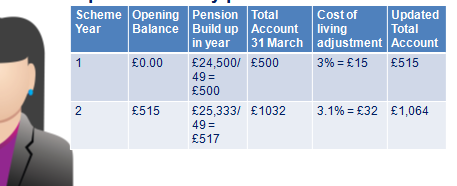 Scheme Year Opening Balance Pension Build up in year Total Account 31 March Cost of living adjustment Updated Total Account
1 £0.00 £24,500/ 49 = £500 £500 3% = £15 £515
2 £515 £25,333/ 49 = £517 £1032 3.1% = £32 £1,064